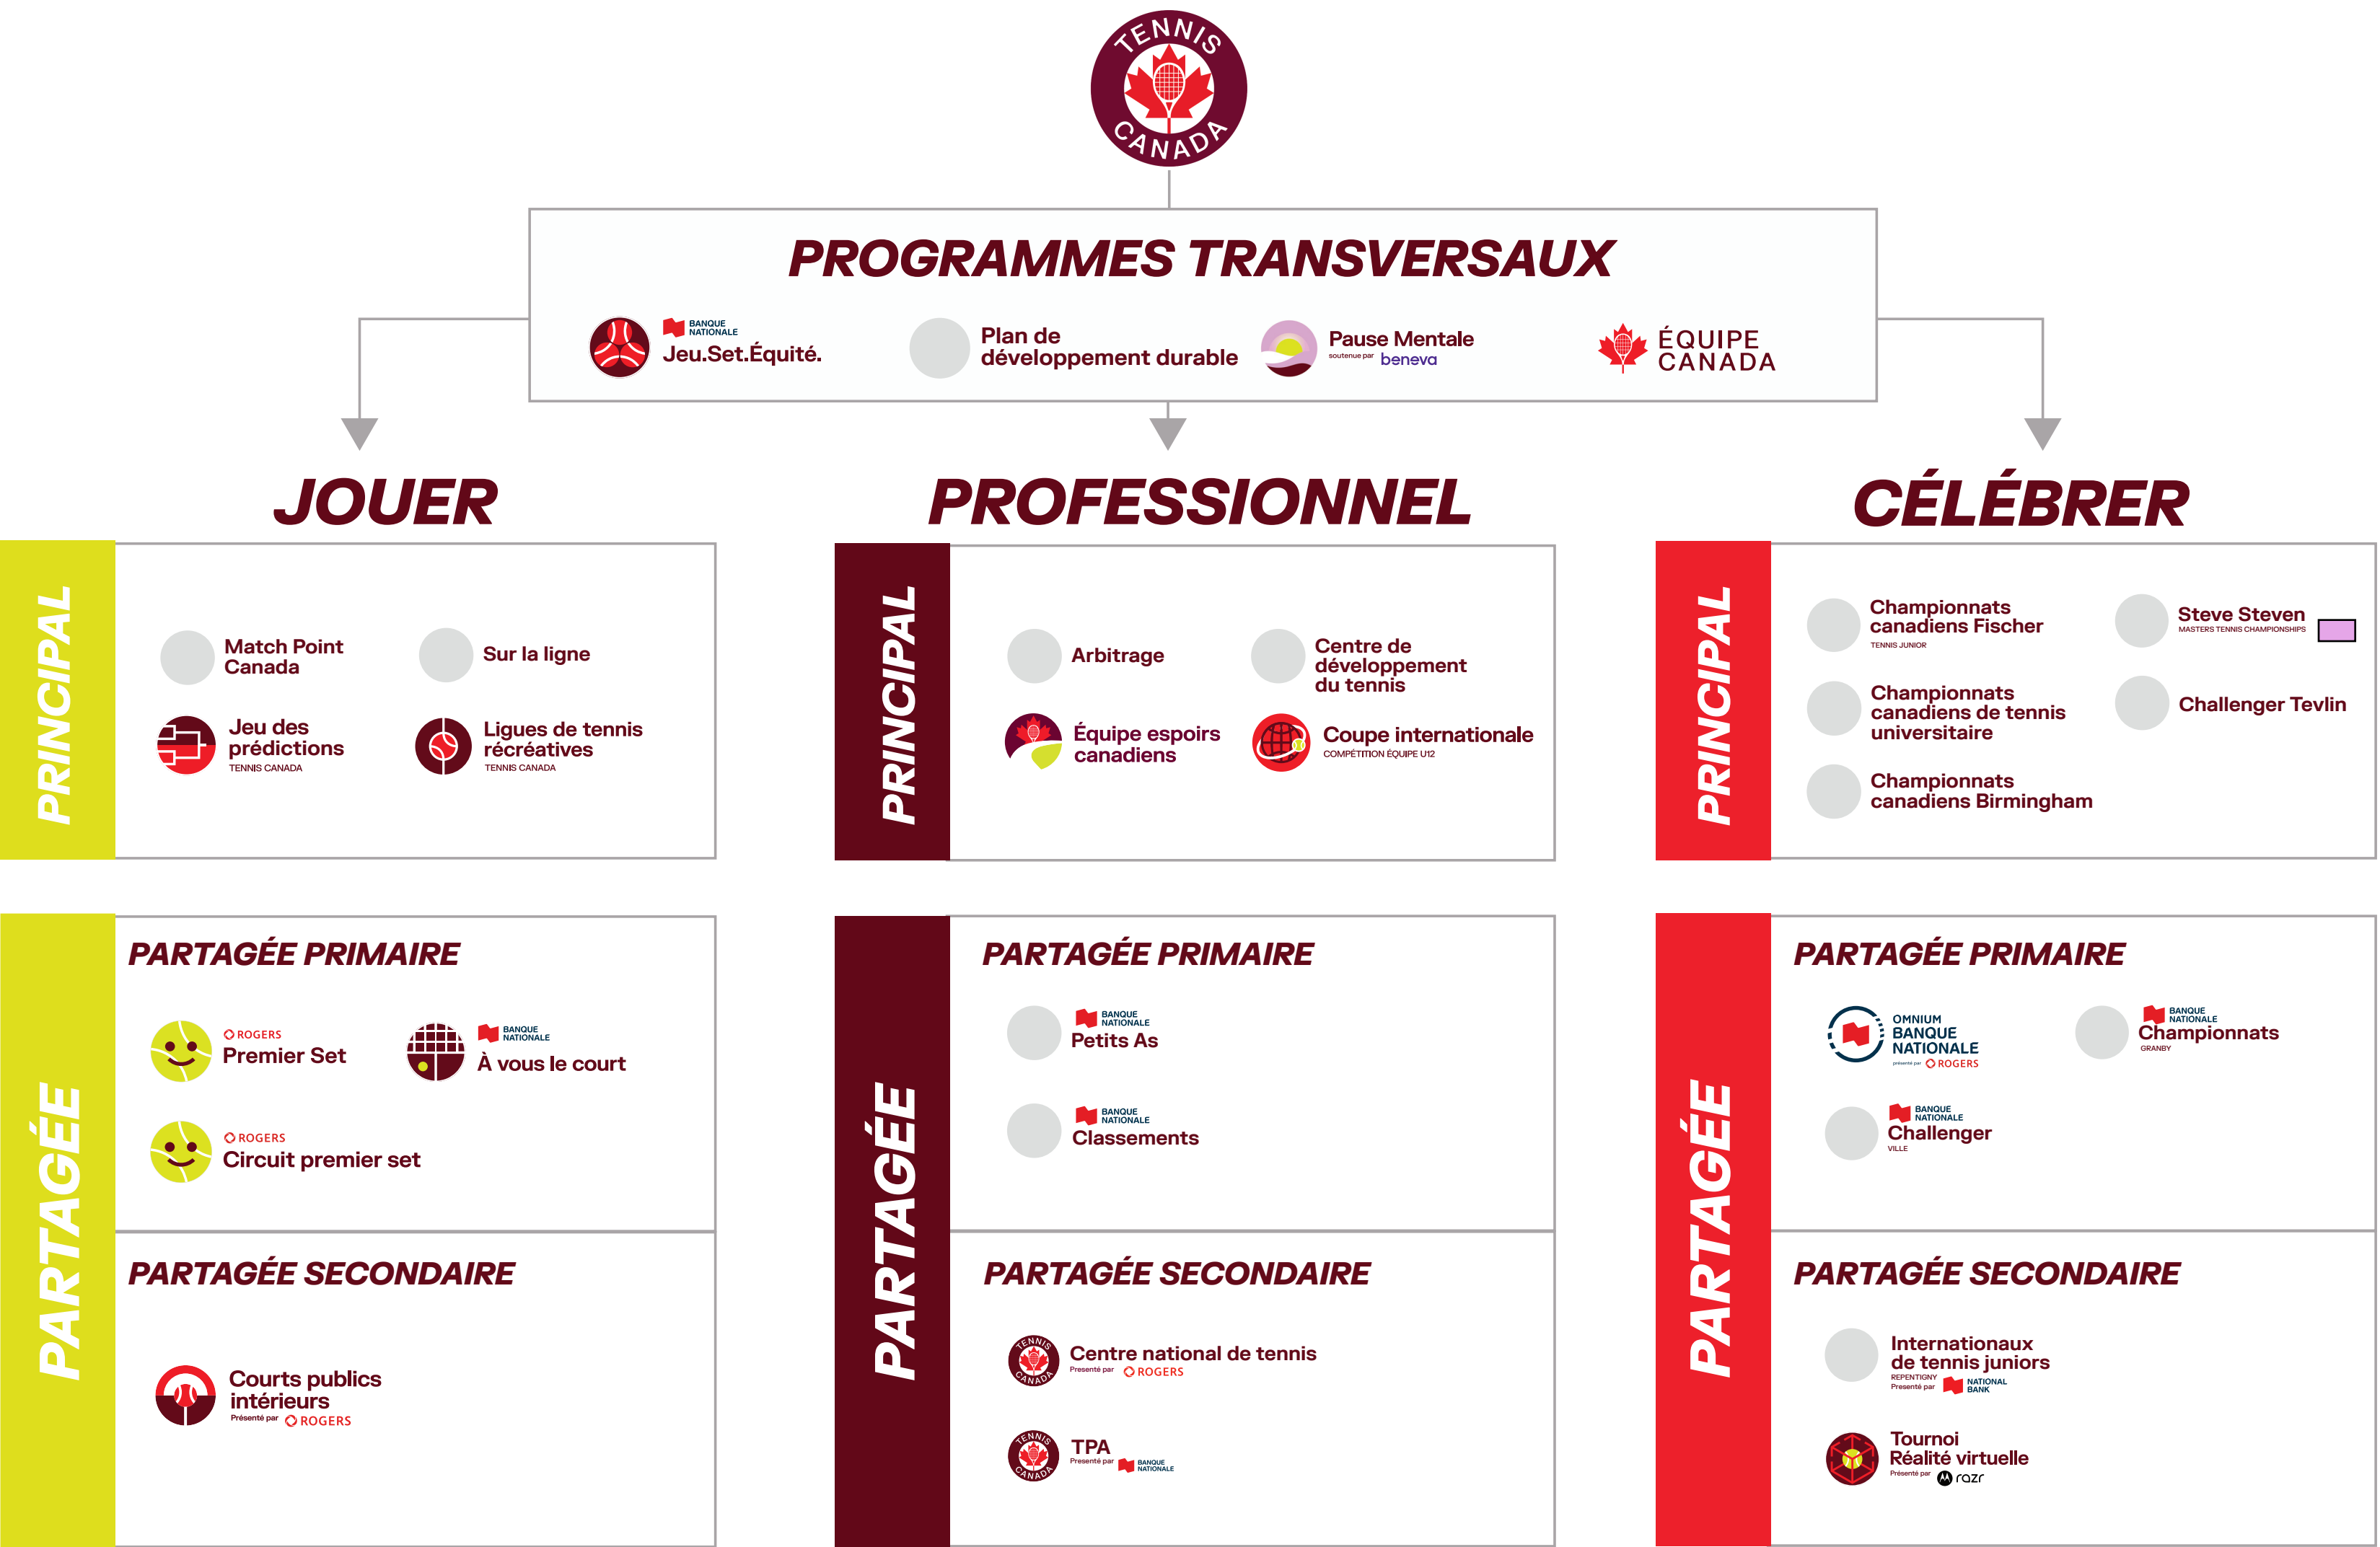 TENNIS
CANADA
PROGRAMMES TRANSVERSAUX
BANQUE
NATIONALE
Jeu.Set.Équité.
Plan de
développement durable
Pause Mentale
soutenue par beneva
ÉQUIPE
CANADA
JOUER
PRINCIPAL
Match Point
Canada
Sur la ligne
Jeu des
prédictions
TENNIS CANADA
Ligues de tennis
récréatives
TENNIS CANADA
PARTAGÉE
PARTAGÉE PRIMAIRE
ROGERS
Premier Set
BANQUE
NATIONALE
À vous le court
ROGERS
Circuit premier set
PARTAGÉE SECONDAIRE
Courts publics
intérieurs
Présenté par ROGERS
PROFESSIONNEL
PRINCIPAL
Arbitrage
Centre de
développement
du tennis
Équipe espoirs
canadiens
Coupe internationale
COMPÉTITION ÉQUIPE U12
PARTAGÉE
PARTAGÉE PRIMAIRE
BANQUE
NATIONALE
Petits As
BANQUE
NATIONALE
Classements
PARTAGÉE SECONDAIRE
TENNIS
CANADA
Centre national de tennis
Presenté par ROGERS
TENNIS
CANADA
TPA
Presenté par BANQUE
NATIONALE
CÉLÉBRER
PRINCIPAL
Championnats
canadiens Fischer
TENNIS JUNIOR
Steve Steven
MASTERS TENNIS CHAMPIONSHIPS
Championnats
canadiens de tennis
universitaire
Challenger Tevlin
Championnats
canadiens Birmingham
PARTAGÉE
PARTAGÉE PRIMAIRE
OMNIUM
BANQUE
NATIONALE
présenté par ROGERS
BANQUE
NATIONALE
Championnats
GRANBY
BANQUE
NATIONALE
Challenger
VILLE
PARTAGÉE SECONDAIRE
Internationaux
de tennis juniors
REPENTIGNY
Presenté par NATIONAL
BANK
Tournoi
Réalité virtuelle
Présenté par razr